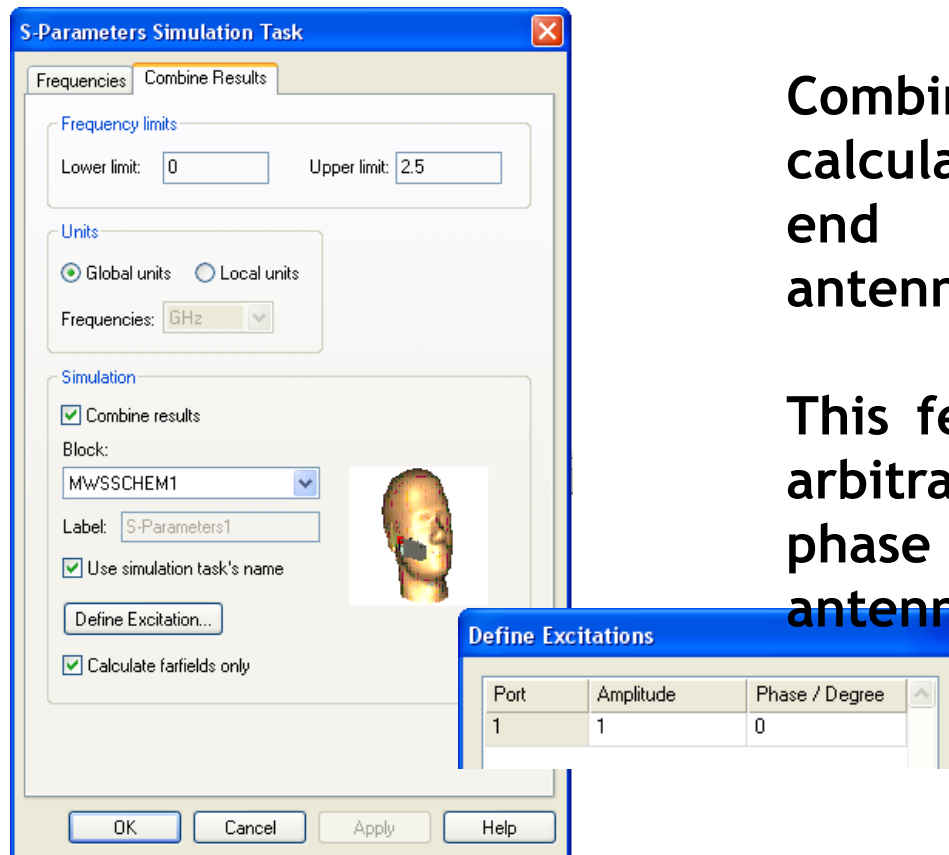 S-Parameters Simulation Task
Frequencies Combine Results
Frequency limits
Lower limit: 0 Upper limit: 2.5
Units
Global units Local units
Frequencies: GHz
Simulation
Combine results
Block:
MWSSCHEM1
Label: S-Parameters1
Use simulation task's name
Define Excitation...
Calculate farfields only
OK Cancel Apply Help
Define Excitations
Port Amplitude Phase / Degree
1 1 0
end
This
phase